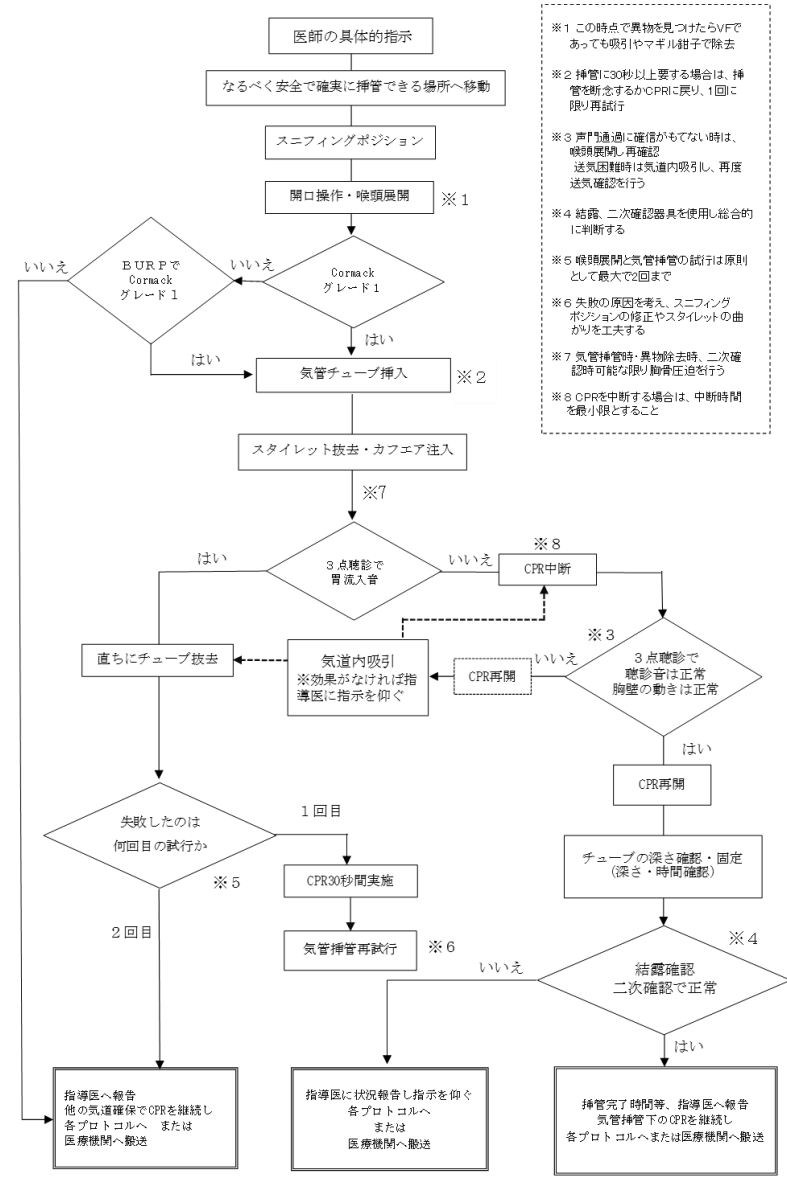 医師の具体的指示
なるべく安全で確実に挿管できる場所へ移動
スニフィングポジション
開口操作・喉頭展開
※1
Cormack
グレード1
いいえ
はい
BURPで
Cormack
グレード1
いいえ
はい
気管チューブ挿入
※2
スタイレット抜去・カフエア注入
※7
3点聴診で
胃流入音
はい
いいえ
※8
CPR中断
直ちにチューブ抜去
気道内吸引
※効果がなければ指
導医に指示を仰ぐ
CPR再開
いいえ
※3
3点聴診で
聴診音は正常
胸壁の動きは正常
はい
CPR再開
チューブの深さ確認・固定
(深さ・時間確認)
失敗したのは
何回目の試行か
※5
1回目
2回目
CPR30秒間実施
気管挿管再試行
※6
※4
結露確認
二次確認で正常
いいえ
はい
指導医へ報告
他の気道確保でCPRを継続し
各プロトコルへ または
医療機関へ搬送
指導医に状況報告し指示を仰ぐ
各プロトコルへ
または
医療機関へ搬送
挿管完了時間等、指導医へ報告
気管挿管下のCPRを継続し
各プロトコルへまたは医療機関へ搬送
※1 この時点で異物を見つけたらVFで
あっても吸引やマギル鉗子で除去
※2 挿管に30秒以上要する場合は、挿
管を断念するかCPRに戻り、1回に
限り再試行
※3 声門通過に確信がもてない時は、
喉頭展開し再確認
送気困難時は気道内吸引し、再度
送気確認を行う
※4 結露、二次確認器具を使用し総合的
に判断する
※5 喉頭展開と気管挿管の試行は原則
として最大で2回まで
※6 失敗の原因を考え、スニフィング
ポジションの修正やスタイレットの曲
がりを工夫する
※7 気管挿管時・異物除去時、二次確
認時可能な限り胸骨圧迫を行う
※8 CPRを中断する場合は、中断時間
を最小限とすること